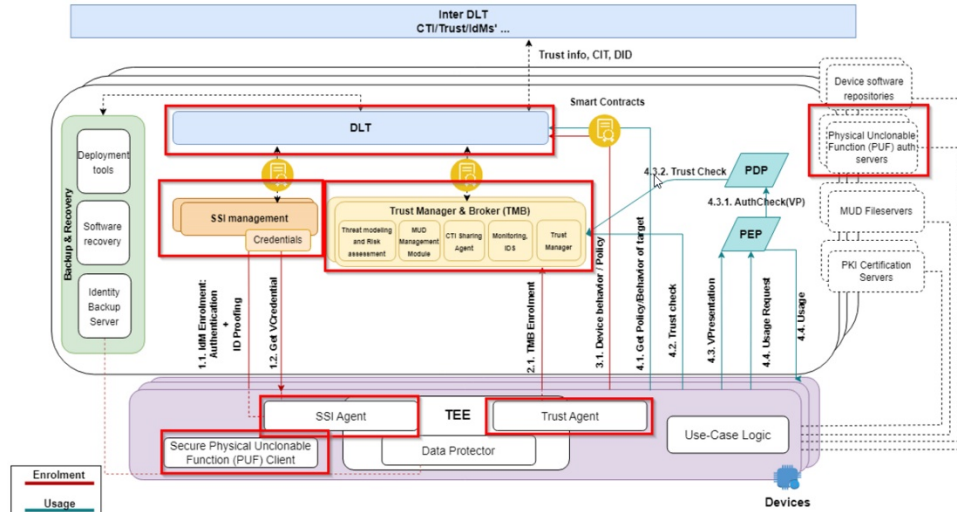 Inter DLT
CTI/Trust/IdMs' ...
Trust info, CIT, DID
Device software
repositories
Smart Contracts
DLT
Physical Unclonable
Function (PUF) auth
servers
Deployment
tools
4.3.2. Trust Check
PDP
4.3.1. AuthCheck(VP)
SSI management
Credentials
Trust Manager & Broker (TMB)
Threat modeling
and Risk
assessment
MUD
Management
Module
CTI Sharing
Agent
Monitoring,
IDS
Trust
Manager
PEP
MUD Fileservers
Backup & Recovery
Software
recovery
PKI Certification
Servers
Identity
Backup
Server
1.1. IdM Enrolment:
Authentication
+
ID Proofing
1.2. Get VCredential
2.1. TMB Enrolment
3.1. Device behavior / Policy
4.1. Get Policy/Behavior of target
4.2. Trust check
4.3. VPresentation
4.4. Usage Request
4.4. Usage
SSI Agent
TEE
Trust Agent
Use-Case Logic
Secure Physical Unclonable
Function (PUF) Client
Data Protector
Enrolment
Usage
Devices